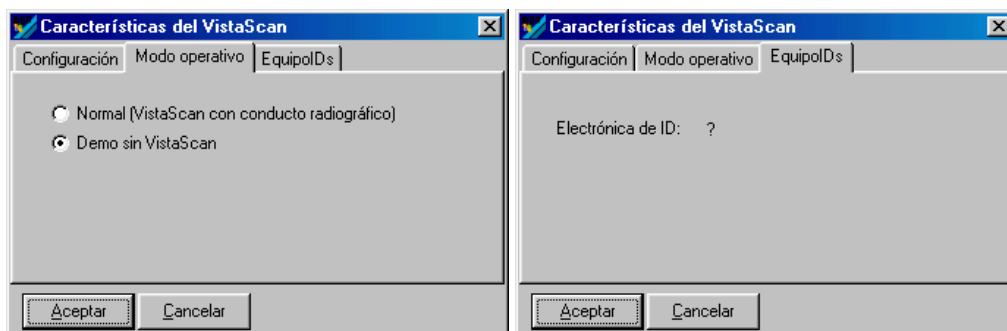 Características del VistaScan
Configuración Modo operativo EquipoIDs
Normal (VistaScan con conducto radiográfico)
Demo sin VistaScan
Aceptar Cancelar
Características del VistaScan
Configuración Modo operativo EquipoIDs
Electrónica de ID: ?
Aceptar Cancelar